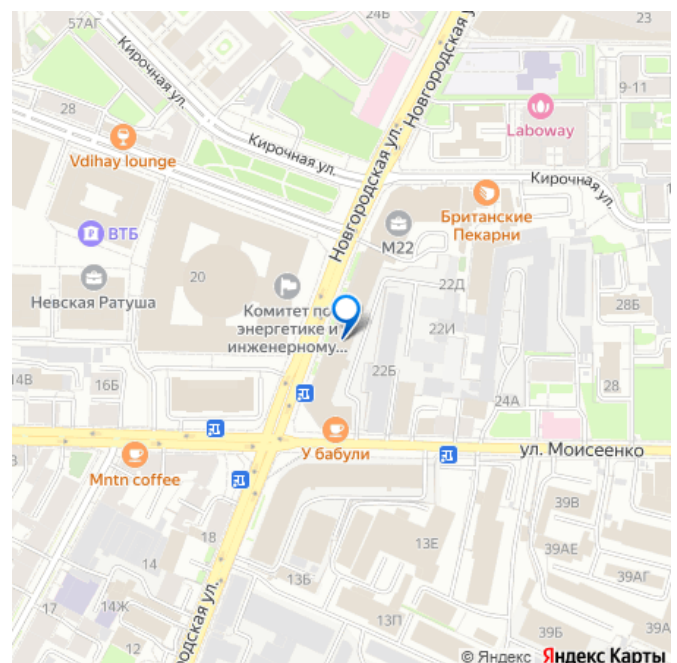 57АГ
24Б
23
Кирочная ул.
Новгородская ул.
Новгородская ул.
9-11
28
Laboway
Vdihay lounge
Кирочная ул.
Кирочная ул.
Британские
Пекарни
ВТБ
М22
20
Невская Ратуша
Комитет по
энергетике и
инженерному...
22Д
28Б
22И
14В
16Б
22Б
28
24А
У бабули
ул. Моисеенко
Mntn coffee
39В
18
13Е
14
39АЕ
13Б
39АГ
17
14Ж
13П
39Б
одская ул.
© Яндекс Яндекс Карты